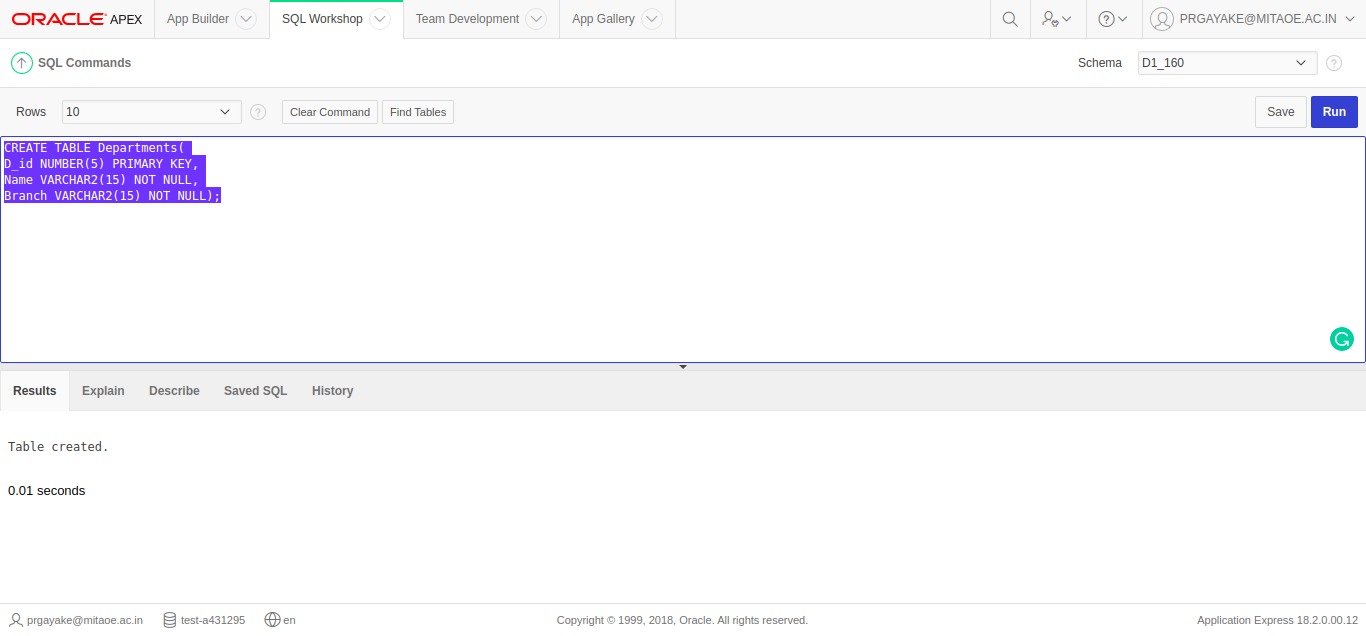 ORACLE APEX App Builder SQL Workshop Team Development App Gallery PRGAYAKE@MITAOE.AC.IN
SQL Commands Schema D1_160
Rows 10 Clear Command Find Tables Save Run
CREATE TABLE Departments(
D_id NUMBER(5) PRIMARY KEY,
Name VARCHAR2(15) NOT NULL,
Branch VARCHAR2(15) NOT NULL);
Results Explain Describe Saved SQL History
Table created.
0.01 seconds
prgayake@mitaoe.ac.in test-a431295 en Copyright © 1999, 2018, Oracle. All rights reserved. Application Express 18.2.0.00.12